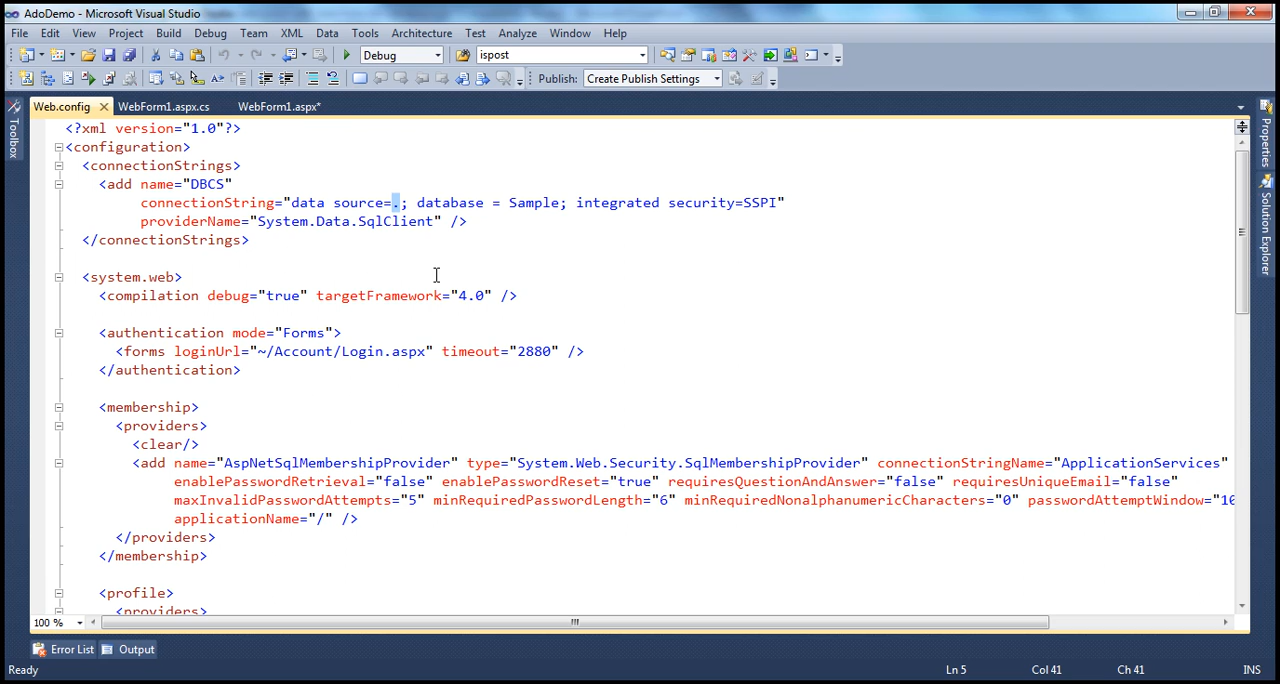 AdoDemo - Microsoft Visual Studio
File Edit View Project Build Debug Team XML Data Tools Architecture Test Analyze Window Help
Debug ispost
Publish: Create Publish Settings
Web.config WebForm1.aspx.cs WebForm1.aspx*
Toolbox
Properties
Solution Explorer
<?xml version="1.0"?>
<configuration>
<connectionStrings>
<add name="DBCS"
connectionString="data source=.; database = Sample; integrated security=SSPI"
providerName="System.Data.SqlClient" />
</connectionStrings>
<system.web>
<compilation debug="true" targetFramework="4.0" />
<authentication mode="Forms">
<forms loginUrl="~/Account/Login.aspx" timeout="2880" />
</authentication>
<membership>
<providers>
<clear/>
<add name="AspNetSqlMembershipProvider" type="System.Web.Security.SqlMembershipProvider" connectionStringName="ApplicationServices"
enablePasswordRetrieval="false" enablePasswordReset="true" requiresQuestionAndAnswer="false" requiresUniqueEmail="false"
maxInvalidPasswordAttempts="5" minRequiredPasswordLength="6" minRequiredNonalphanumericCharacters="0" passwordAttemptWindow="10
applicationName="/" />
</providers>
</membership>
<profile>
<providers>
100 %
Error List Output
Ready Ln 5 Col 41 Ch 41 INS